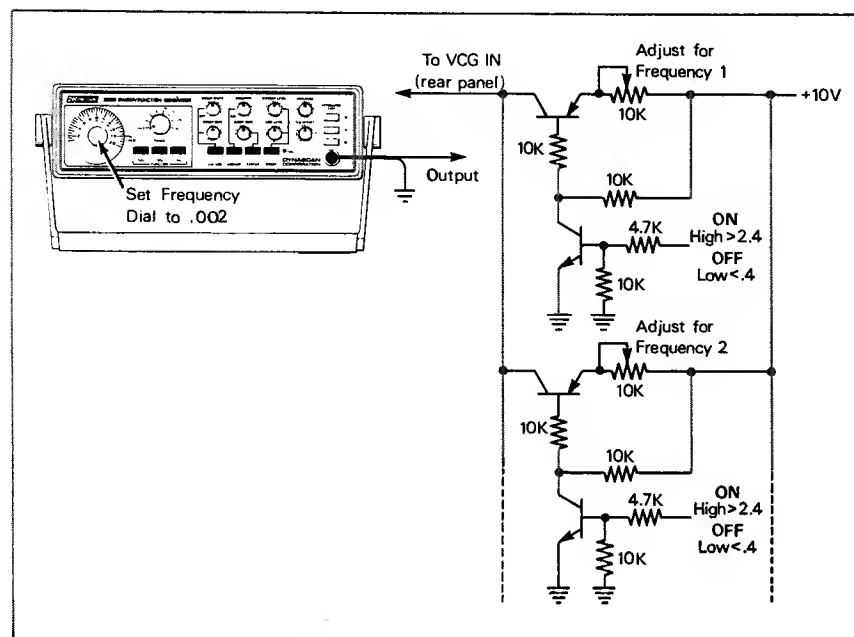 To VCG IN
(rear panel)
Adjust for
Frequency 1
+10V
10K
10K
10K
Output
DYNASCAN
CORPORATION
Set Frequency
Dial to .002
4.7K
ON
High>2.4
OFF
Low<.4
10K
Adjust for
Frequency 2
10K
10K
10K
4.7K
ON
High>2.4
OFF
Low<.4
10K